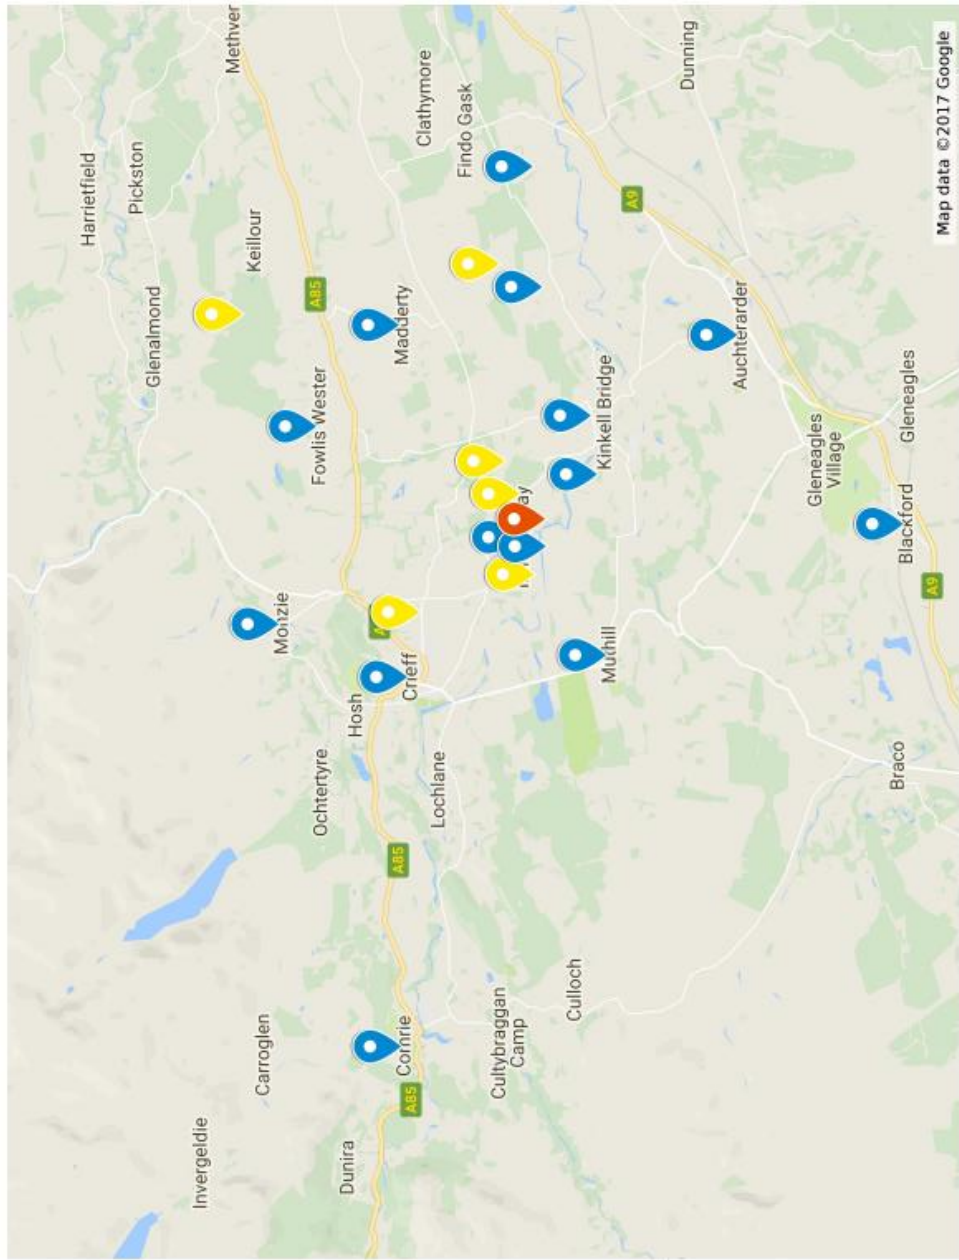 Harrietfield
Pickston
Glenalmond
Invergeldie
Methver
Keillour
Carroglen
Monzie
A85
Fowlis Wester
Ochtertyre
Dunira
Hosh
A85
Madderty
Comrie
Crieff
A85
Clathymore
Lochlane
Findo Gask
Cultybraggan
Camp
Culloch
Kinkell Bridge
Muthill
A9
Dunning
Auchterarder
Gleneagles
Village
Braco
Blackford
Gleneagles
A9
Map data ©2017 Google